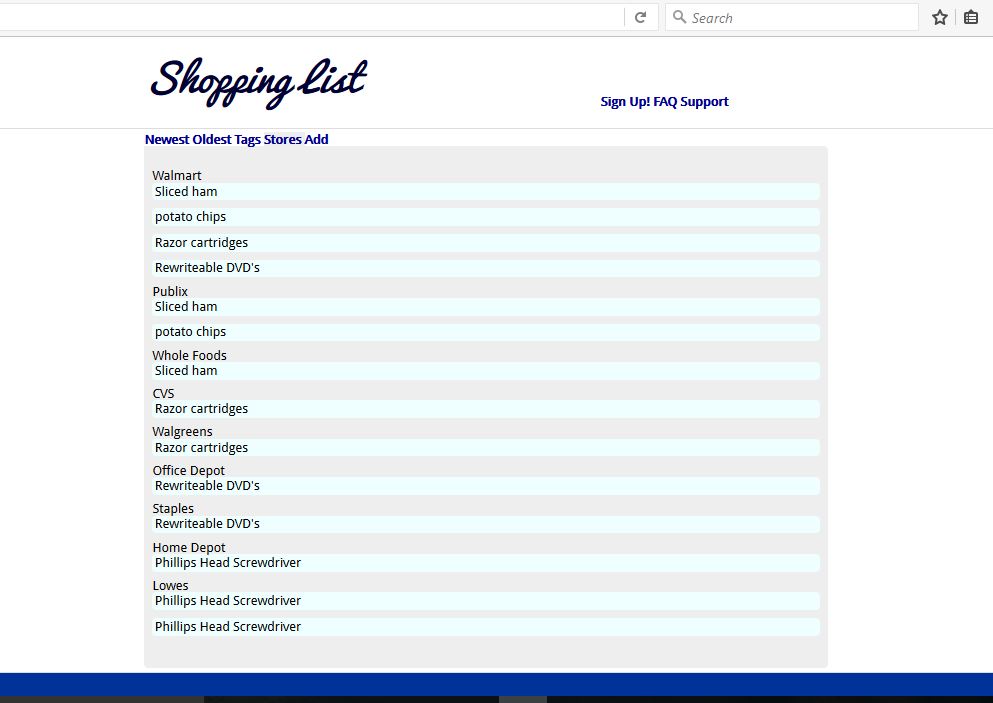 Search
Shopping List
Sign Up! FAQ Support
Newest Oldest Tags Stores Add
Walmart
Sliced ham
potato chips
Razor cartridges
Rewriteable DVD's
Publix
Sliced ham
potato chips
Whole Foods
Sliced ham
CVS
Razor cartridges
Walgreens
Razor cartridges
Office Depot
Rewriteable DVD's
Staples
Rewriteable DVD's
Home Depot
Phillips Head Screwdriver
Lowes
Phillips Head Screwdriver
Phillips Head Screwdriver